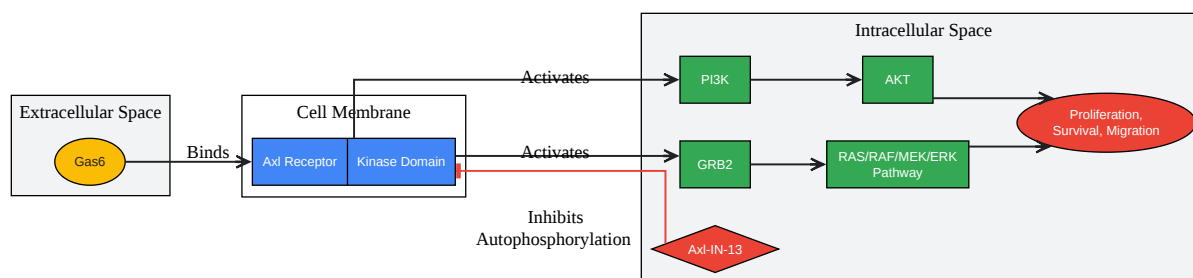 Extracellular Space
Gas6
Binds
Cell Membrane
Axl Receptor
Kinase Domain
Activates
Activates
Inhibits
Autophosphorylation
Intracellular Space
PI3K
AKT
GRB2
RAS/RAF/MEK/ERK
Pathway
Axl-IN-13
Proliferation,
Survival, Migration